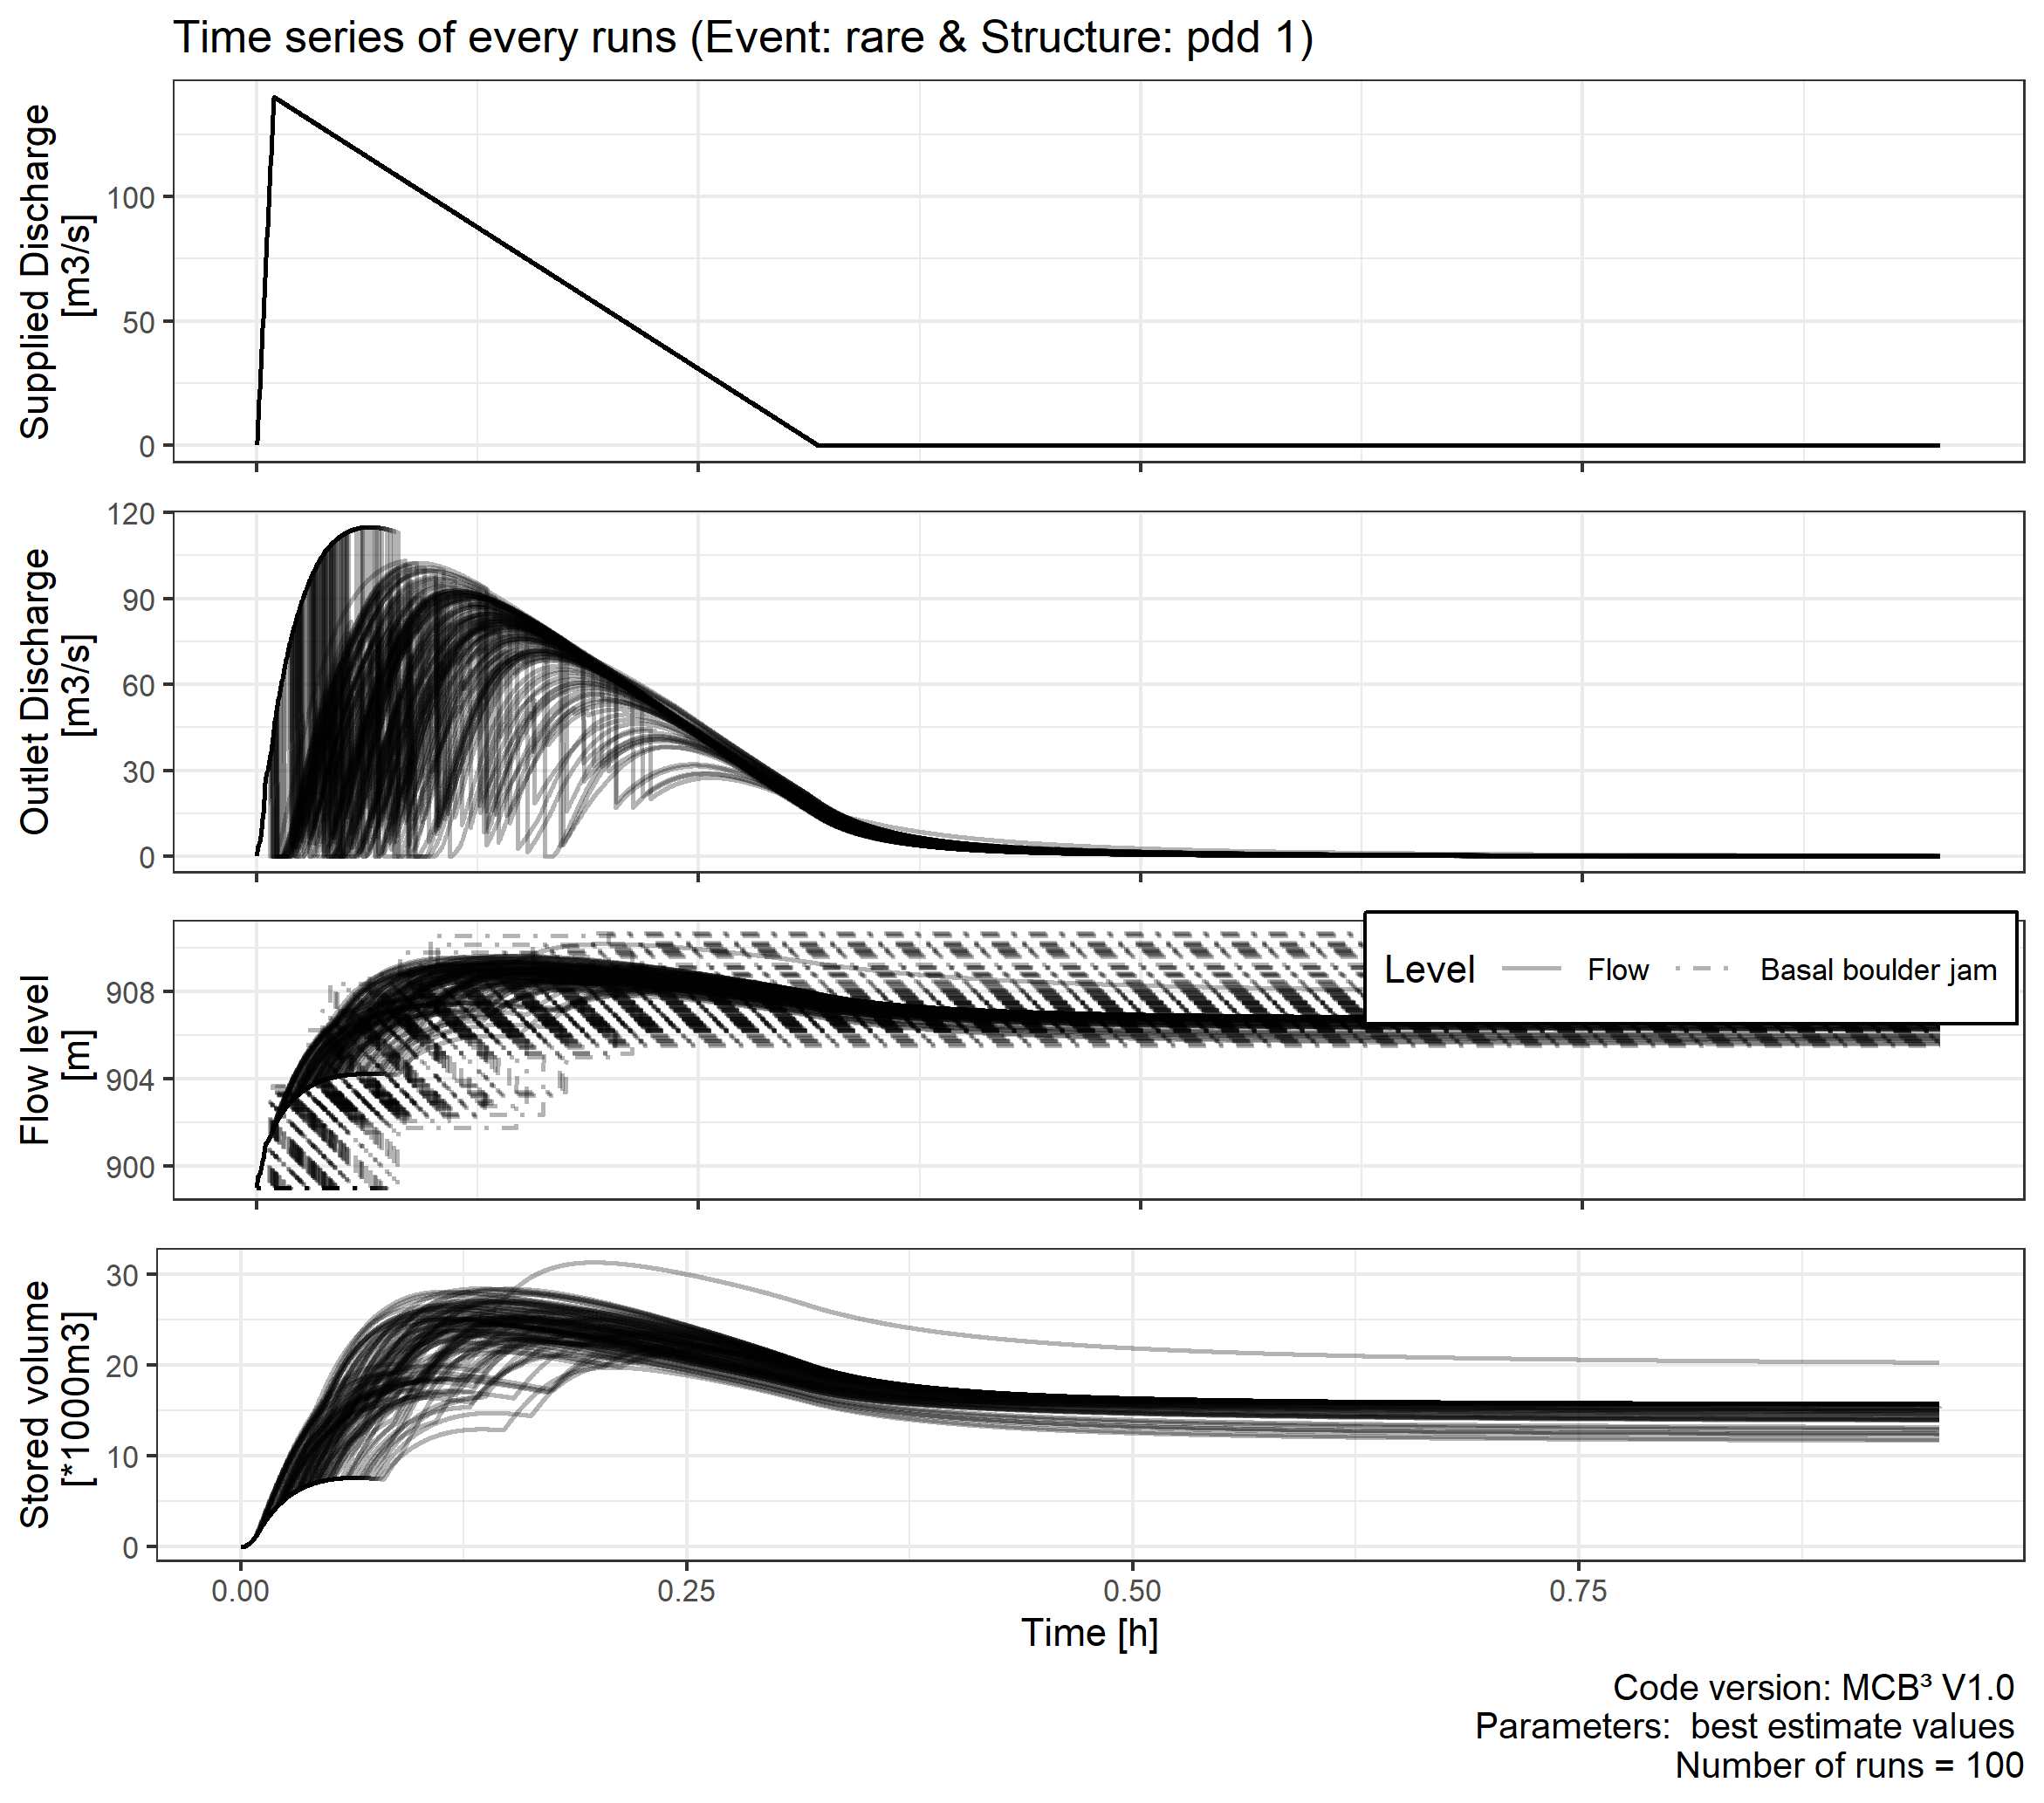 Time series of every runs (Event: rare & Structure: pdd 1)
Supplied Discharge
[m3/s]
100
50
0
Outlet Discharge
[m3/s]
120
90
60
30
0
Flow level
[m]
908
904
900
Level
Flow
Basal boulder jam
Stored volume
[*1000m3]
30
20
10
0
0.00
0.25
0.50
0.75
Time [h]
Code version: MCB³ V1.0
Parameters:  best estimate values
Number of runs = 100